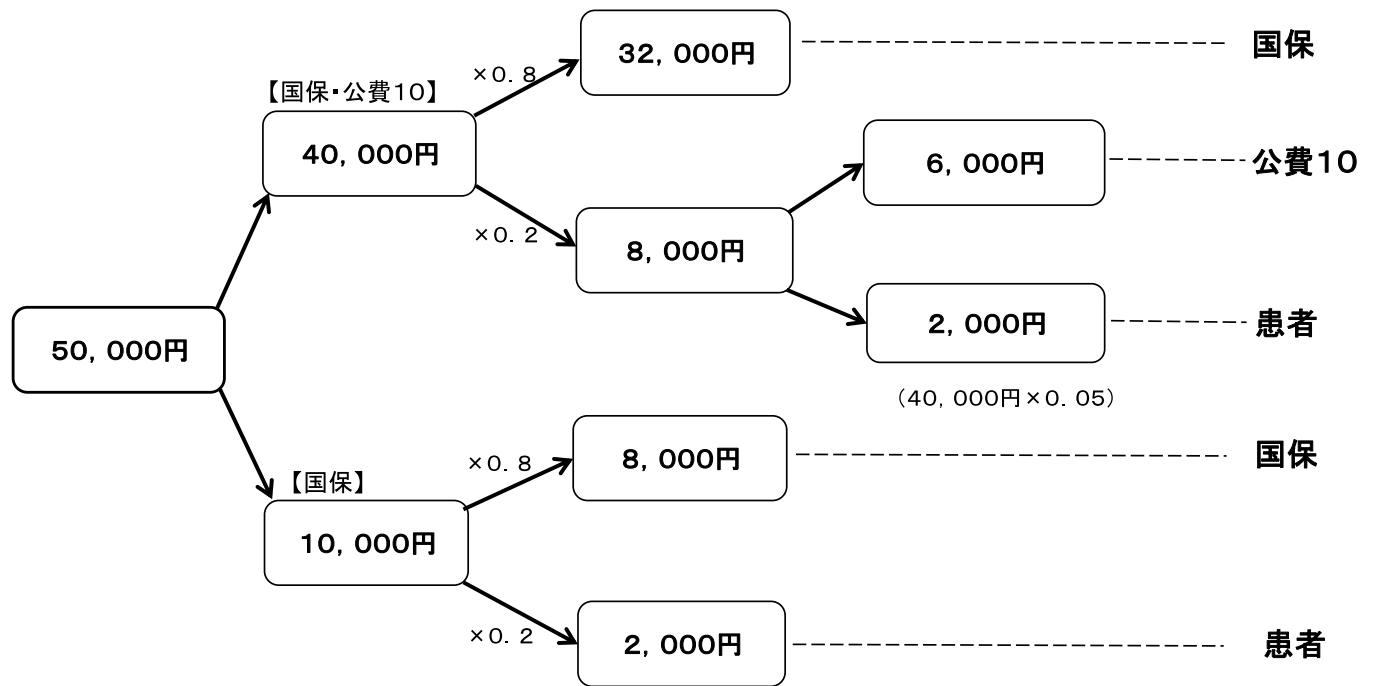 32，000円
国保
×0．8
【国保・公費10】
40，000円
6，000円
公費10
×0．2
8，000円
2，000円
患者
50，000円
（40，000円×0．05）
8，000円
国保
×0．8
【国保】
10，000円
×0．2
2，000円
患者